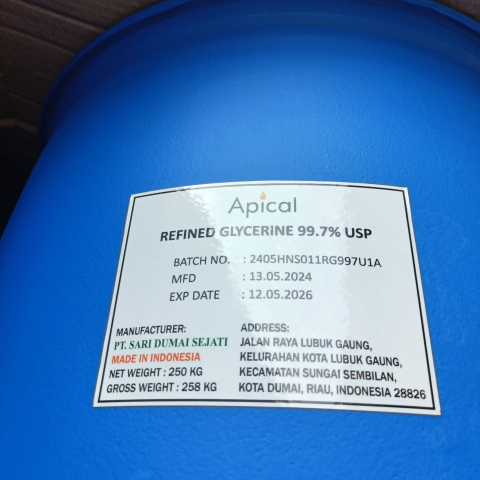 Apical
REFINED GLYCERINE 99.7% USP
BATCH NO. : 2405HNS011RG997U1A
MFD : 13.05.2024
EXP DATE : 12.05.2026
MANUFACTURER:
PT. SARI DUMAI SEJATI
MADE IN INDONESIA
NET WEIGHT : 250 KG
GROSS WEIGHT : 258 KG
ADDRESS:
JALAN RAYA LUBUK GAUNG,
KELURAHAN KOTA LUBUK GAUNG,
KECAMATAN SUNGAI SEMBILAN,
KOTA DUMAI, RIAU, INDONESIA 28826